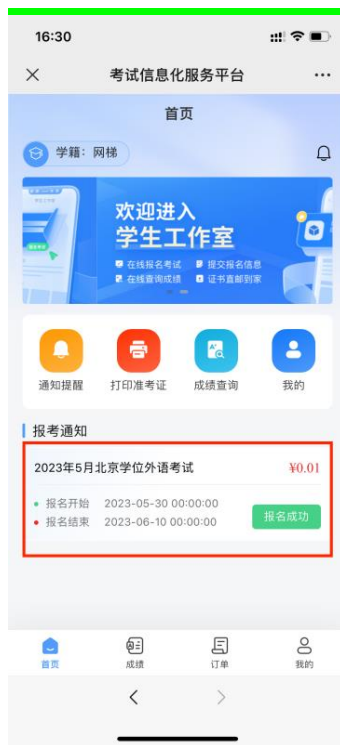 16:30
考试信息化服务平台
首页
学籍：网梯
欢迎进入
学生工作室
在线报名考试 提交报名信息
在线查询成绩 证书直邮到家
通知提醒 打印准考证 成绩查询 我的
报考通知
2023年5月北京学位外语考试 ¥0.01
报名开始 2023-05-30 00:00:00
报名成功
报名结束 2023-06-10 00:00:00
首页 成绩 订单 我的